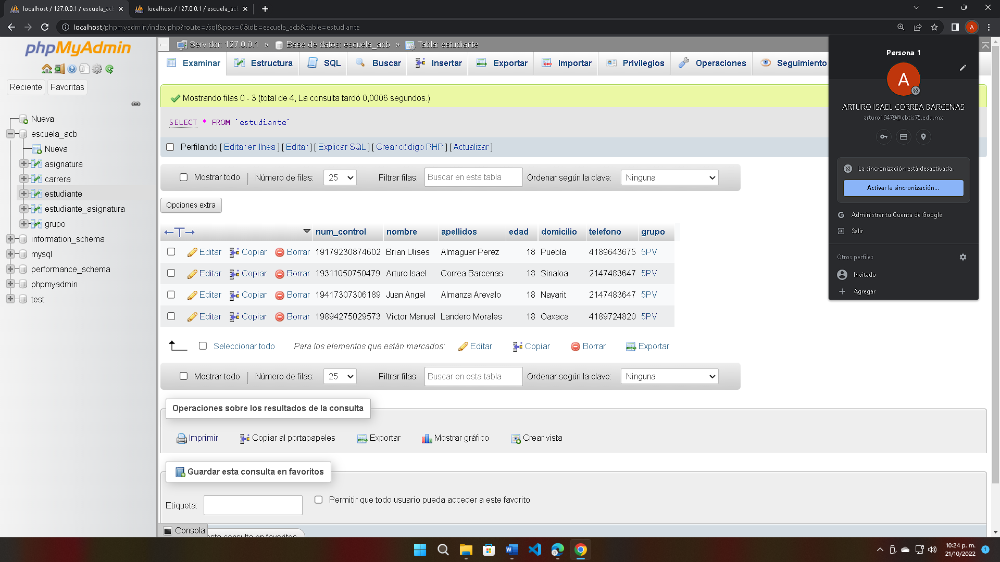 localhost / 127.0.0.1 / escuela_acb
localhost / 127.0.0.1 / escuela_acb
localhost/phpmyadmin/index.php?route=/sql&pos=0&db=escuela_acb&table=estudiante
A
phpMyAdmin
Reciente
Favoritas
Nueva
escuela_acb
Nueva
asignatura
carrera
estudiante
estudiante_asignatura
grupo
information_schema
mysql
performance_schema
phpmyadmin
test
Servidor: 127.0.0.1 » Base de datos: escuela_acb » Tabla: estudiante
Examinar
Estructura
SQL
Buscar
Insertar
Exportar
Importar
Privilegios
Operaciones
Seguimiento
Mostrando filas 0 - 3 (total de 4, La consulta tardó 0,0006 segundos.)
SELECT * FROM `estudiante`
Perfilando [ Editar en línea ] [ Editar ] [ Explicar SQL ] [ Crear código PHP ] [ Actualizar ]
Mostrar todo | Número de filas: 25 Filtrar filas: Buscar en esta tabla Ordenar según la clave: Ninguna
Opciones extra
←T→ num_control nombre apellidos edad domicilio telefono grupo
Editar Copiar Borrar 19179230874602 Brian Ulises Almaguer Perez 18 Puebla 4189643675 5PV
Editar Copiar Borrar 19311050750479 Arturo Isael Correa Barcenas 18 Sinaloa 2147483647 5PV
Editar Copiar Borrar 19417307306189 Juan Angel Almanza Arevalo 18 Nayarit 2147483647 5PV
Editar Copiar Borrar 19894275029573 Victor Manuel Landero Morales 18 Oaxaca 4189724820 5PV
Seleccionar todo Para los elementos que están marcados: Editar Copiar Borrar Exportar
Mostrar todo | Número de filas: 25 Filtrar filas: Buscar en esta tabla Ordenar según la clave: Ninguna
Operaciones sobre los resultados de la consulta
Imprimir Copiar al portapapeles Exportar Mostrar gráfico Crear vista
Guardar esta consulta en favoritos
Etiqueta: Permitir que todo usuario pueda acceder a este favorito
Consola
esta consulta en favoritos
Persona 1
A
ARTURO ISAEL CORREA BARCENAS
arturo19479@cbtis75.edu.mx
La sincronización está desactivada.
Activar la sincronización...
G Administrar tu Cuenta de Google
Salir
Otros perfiles
Invitado
Agregar
10:24 p. m.
21/10/2022
1